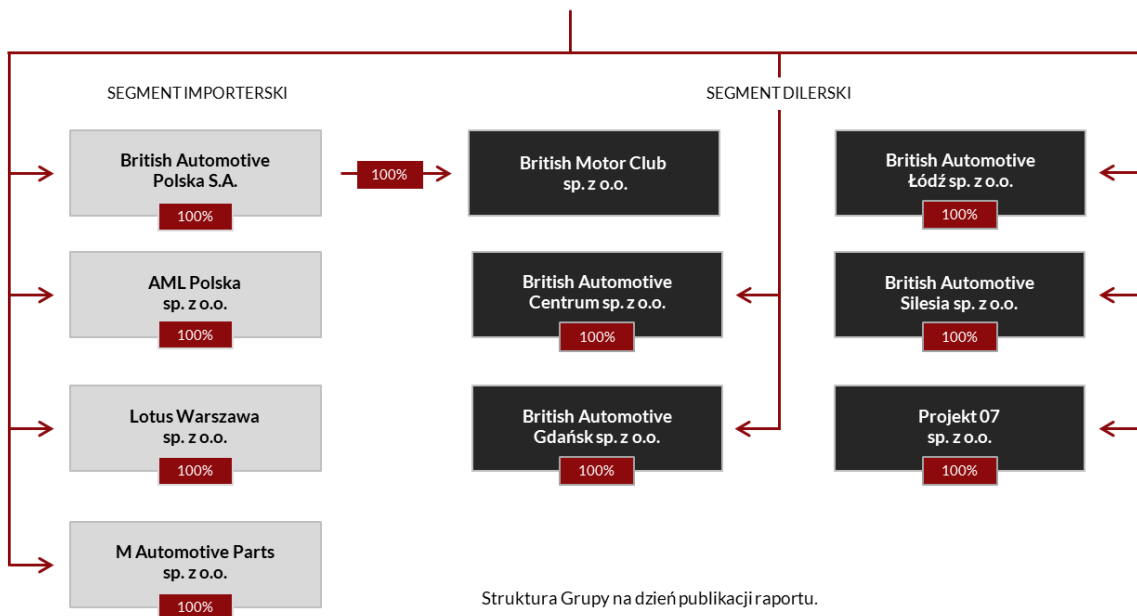 SEGMENT IMPORTERSKI
SEGMENT DILERSKI
British Automotive
Polska S.A.
100%
100%
British Motor Club
sp. z o.o.
British Automotive
Łódź sp. z o.o.
100%
AML Polska
sp. z o.o.
100%
British Automotive
Centrum sp. z o.o.
100%
British Automotive
Silesia sp. z o.o.
100%
Lotus Warszawa
sp. z o.o.
100%
British Automotive
Gdańsk sp. z o.o.
100%
Projekt 07
sp. z o.o.
100%
M Automotive Parts
sp. z o.o.
100%
Struktura Grupy na dzień publikacji raportu.